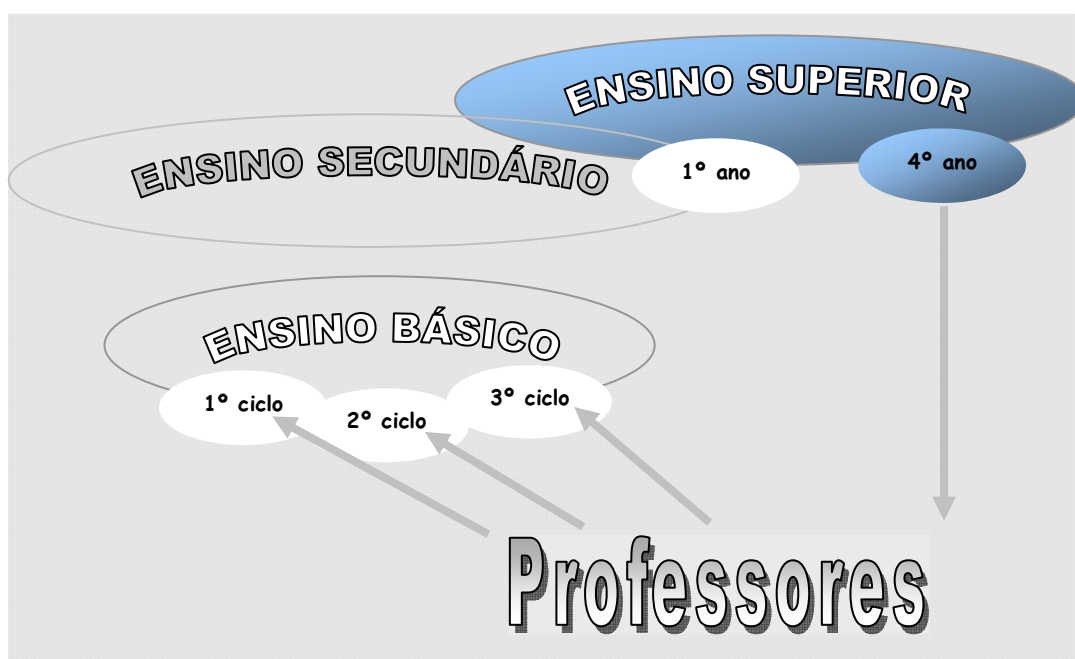 ENSINO SUPERIOR
ENSINO SECUNDÁRIO
1º ano
4º ano
ENSINO BÁSICO
1º ciclo
2º ciclo
3º ciclo
Professores